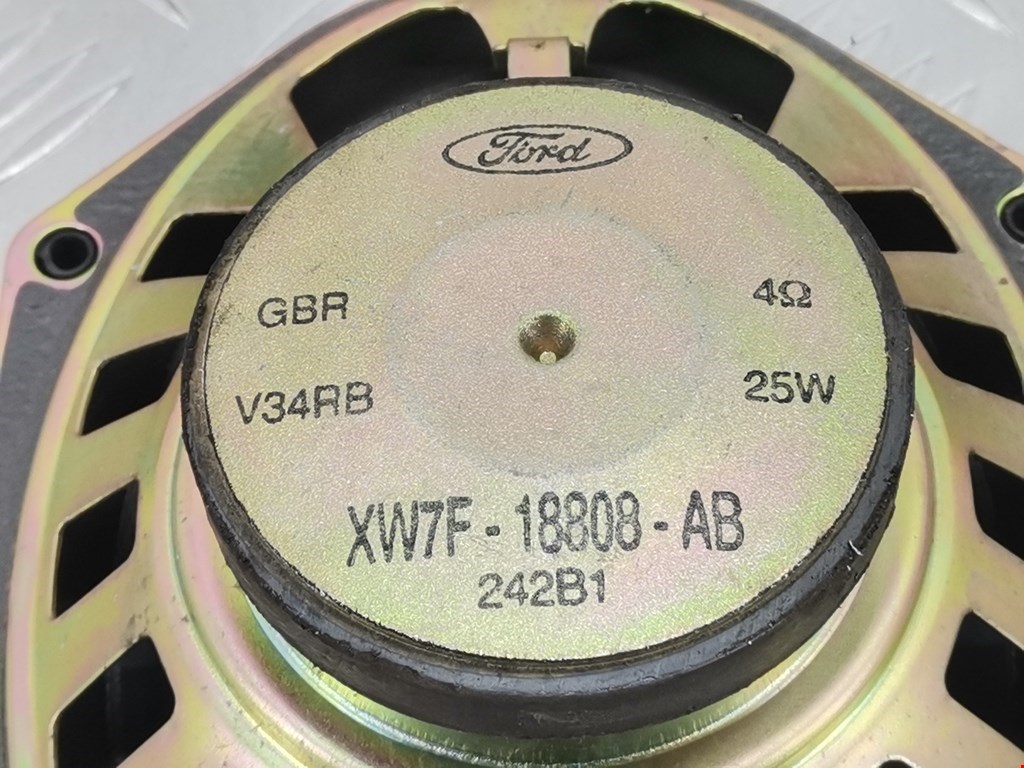 Ford
GBR 4Ω
V34RB 25W
XW7F-18808-AB
242B1